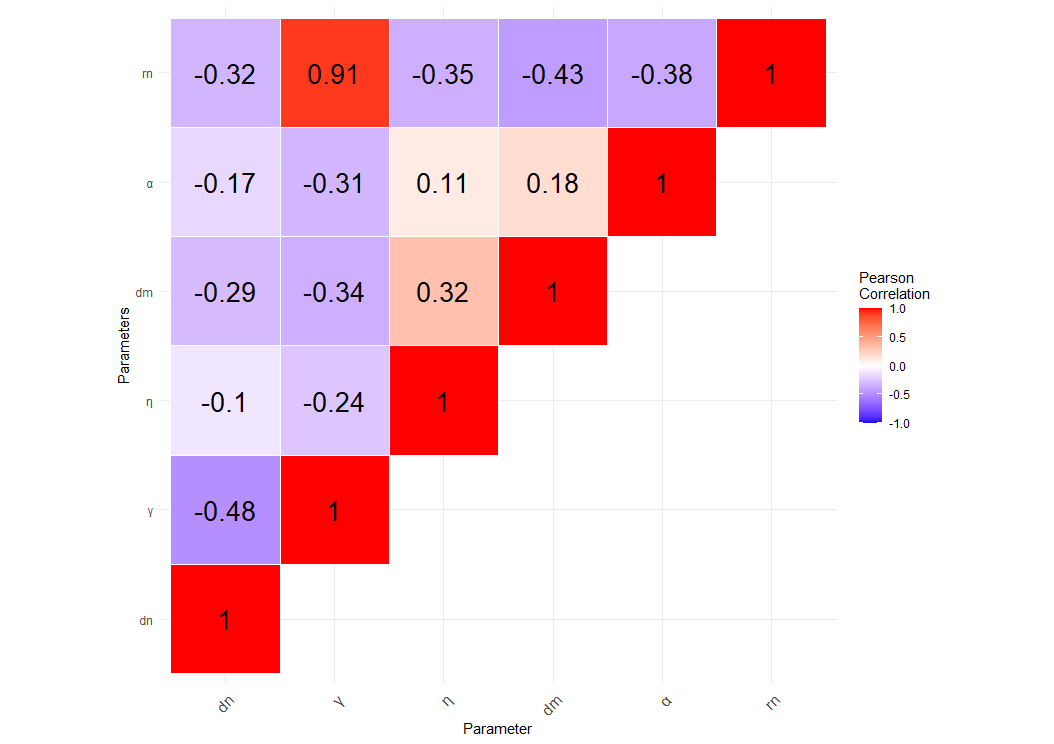 rn -0.32 0.91 -0.35 -0.43 -0.38 1
α -0.17 -0.31 0.11 0.18 1
dm -0.29 -0.34 0.32 1
η -0.1 -0.24 1
γ -0.48 1
dn 1
dn γ η dm α rn
Parameter
Parameters
Pearson
Correlation
1.0
0.5
0.0
-0.5
-1.0